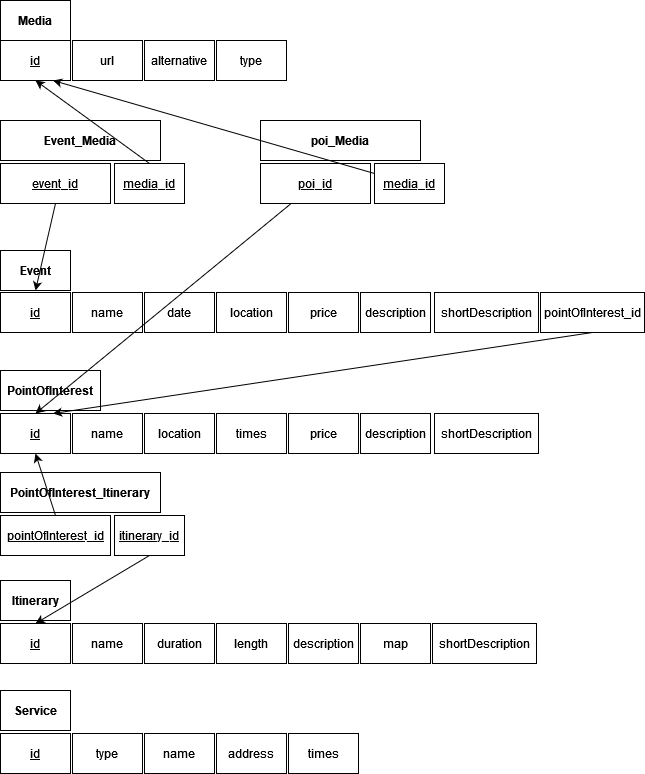 Media
id url alternative type
Event_Media poi_Media
event_id media_id poi_id media_id
Event
id name date location price description shortDescription pointOfInterest_id
PointOfInterest
id name location times price description shortDescription
PointOfInterest_Itinerary
pointOfInterest_id itinerary_id
Itinerary
id name duration length description map shortDescription
Service
id type name address times